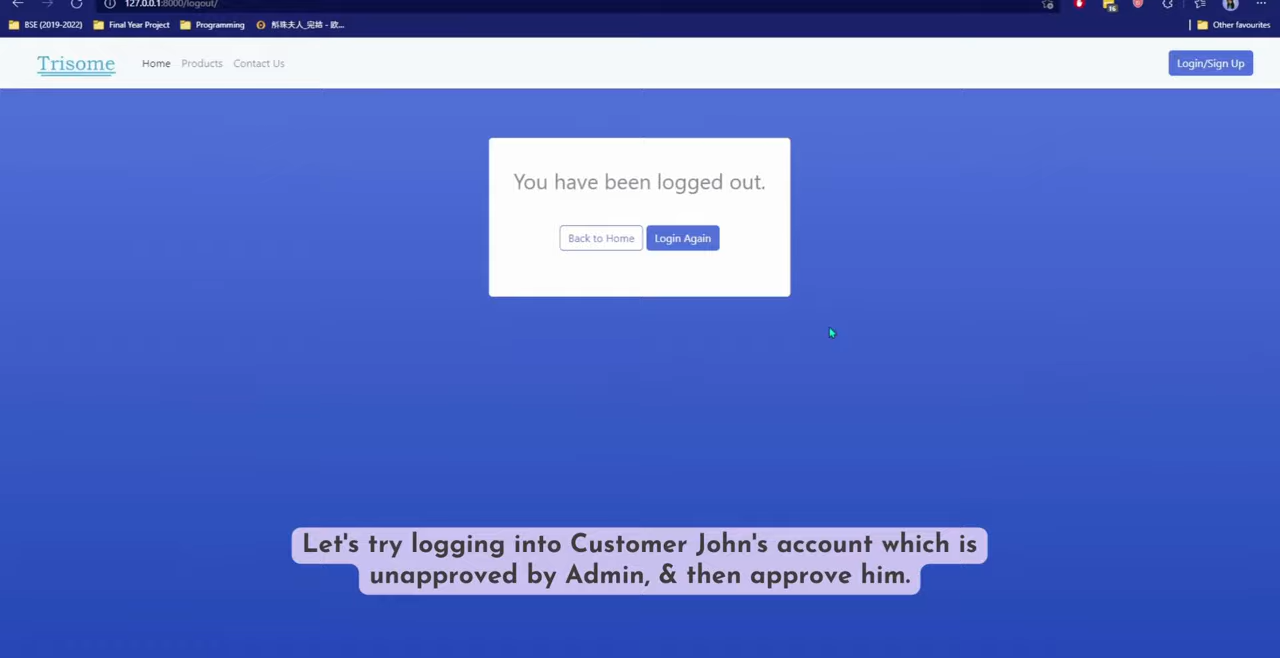 127.0.0.1:8000/logout/
BSE (2019-2022) Final Year Project Programming Other favourites
Trisome Home Products Contact Us Login/Sign Up
You have been logged out.
Back to Home Login Again
Let's try logging into Customer John's account which is
unapproved by Admin, & then approve him.